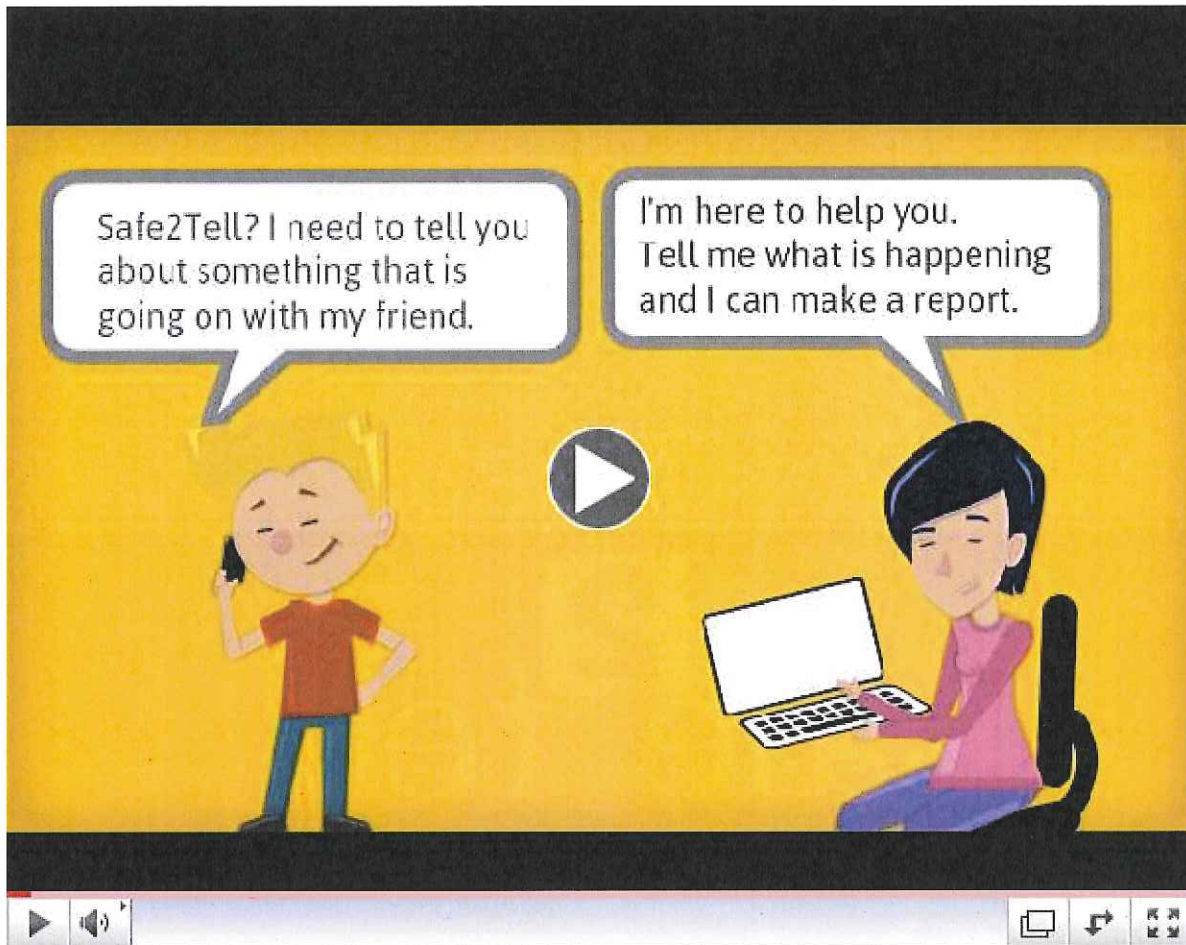 Safe2Tell? I need to tell you
about something that is
going on with my friend.
I'm here to help you.
Tell me what is happening
and I can make a report.